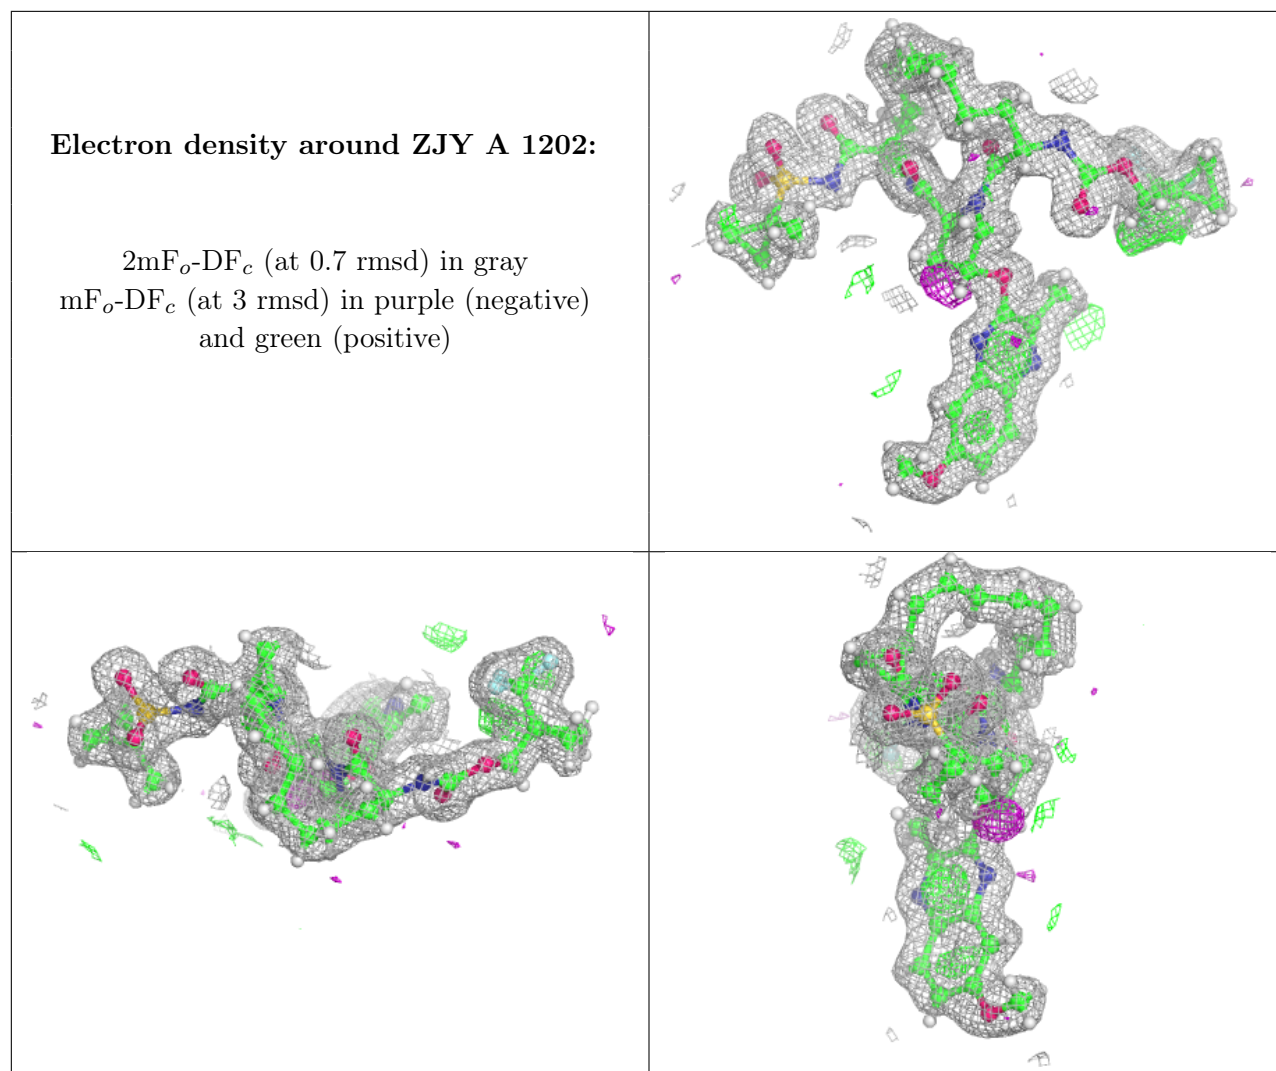 Electron density around ZJY A 1202:
2mFo-DFc (at 0.7 rmsd) in gray
mFo-DFc (at 3 rmsd) in purple (negative)
and green (positive)